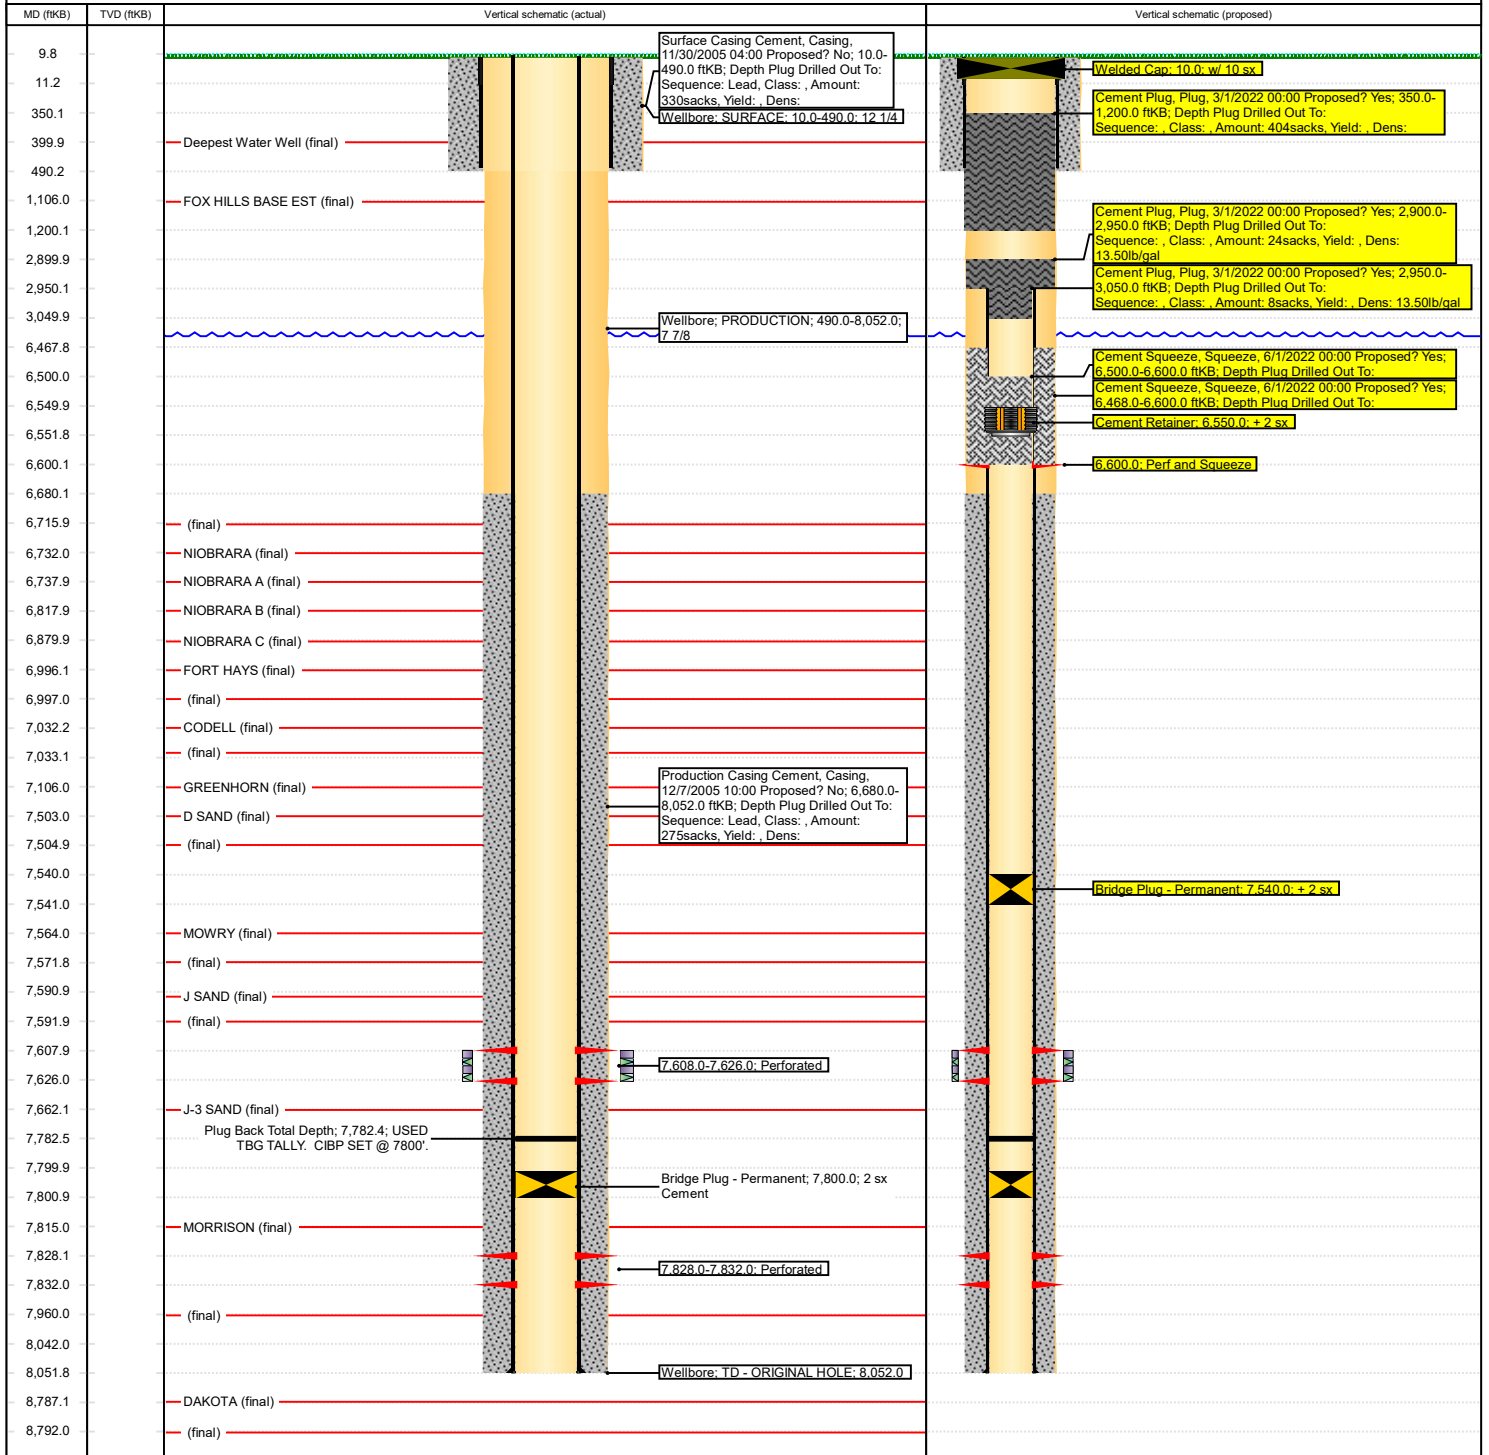 MD (ftKB)
TVD (ftKB)
Vertical schematic (actual)
Vertical schematic (proposed)
9.8
11.2
350.1
399.9
490.2
1,106.0
1,200.1
2,899.9
2,950.1
3,049.9
6,467.8
6,500.0
6,549.9
6,551.8
6,600.1
6,680.1
6,715.9
6,732.0
6,737.9
6,817.9
6,879.9
6,996.1
6,997.0
7,032.2
7,033.1
7,106.0
7,503.0
7,504.9
7,540.0
7,541.0
7,564.0
7,571.8
7,590.9
7,591.9
7,607.9
7,626.0
7,662.1
7,782.5
7,799.9
7,800.9
7,815.0
7,828.1
7,832.0
7,960.0
8,042.0
8,051.8
8,787.1
8,792.0
Deepest Water Well (final)
FOX HILLS BASE EST (final)
(final)
NIOBRARA (final)
NIOBRARA A (final)
NIOBRARA B (final)
NIOBRARA C (final)
FORT HAYS (final)
(final)
CODELL (final)
(final)
GREENHORN (final)
D SAND (final)
(final)
MOWRY (final)
(final)
J SAND (final)
(final)
J-3 SAND (final)
Plug Back Total Depth; 7,782.4; USED
TBG TALLY.  CIBP SET @ 7800'.
MORRISON (final)
(final)
DAKOTA (final)
(final)
Surface Casing Cement, Casing,
11/30/2005 04:00 Proposed? No; 10.0-
490.0 ftKB; Depth Plug Drilled Out To:
Sequence: Lead, Class: , Amount:
330sacks, Yield: , Dens:
Wellbore; SURFACE; 10.0-490.0; 12 1/4
Wellbore; PRODUCTION; 490.0-8,052.0;
7 7/8
Production Casing Cement, Casing,
12/7/2005 10:00 Proposed? No; 6,680.0-
8,052.0 ftKB; Depth Plug Drilled Out To:
Sequence: Lead, Class: , Amount:
275sacks, Yield: , Dens:
7,608.0-7,626.0; Perforated
Bridge Plug - Permanent; 7,800.0; 2 sx
Cement
7,828.0-7,832.0; Perforated
Wellbore; TD - ORIGINAL HOLE; 8,052.0
Welded Cap; 10.0; w/ 10 sx
Cement Plug, Plug, 3/1/2022 00:00 Proposed? Yes; 350.0-
1,200.0 ftKB; Depth Plug Drilled Out To:
Sequence: , Class: , Amount: 404sacks, Yield: , Dens:
Cement Plug, Plug, 3/1/2022 00:00 Proposed? Yes; 2,900.0-
2,950.0 ftKB; Depth Plug Drilled Out To:
Sequence: , Class: , Amount: 24sacks, Yield: , Dens:
13.50lb/gal
Cement Plug, Plug, 3/1/2022 00:00 Proposed? Yes; 2,950.0-
3,050.0 ftKB; Depth Plug Drilled Out To:
Sequence: , Class: , Amount: 8sacks, Yield: , Dens: 13.50lb/gal
Cement Squeeze, Squeeze, 6/1/2022 00:00 Proposed? Yes;
6,500.0-6,600.0 ftKB; Depth Plug Drilled Out To:
Cement Squeeze, Squeeze, 6/1/2022 00:00 Proposed? Yes;
6,468.0-6,600.0 ftKB; Depth Plug Drilled Out To:
Cement Retainer; 6,550.0; + 2 sx
6,600.0; Perf and Squeeze
Bridge Plug - Permanent; 7,540.0; + 2 sx